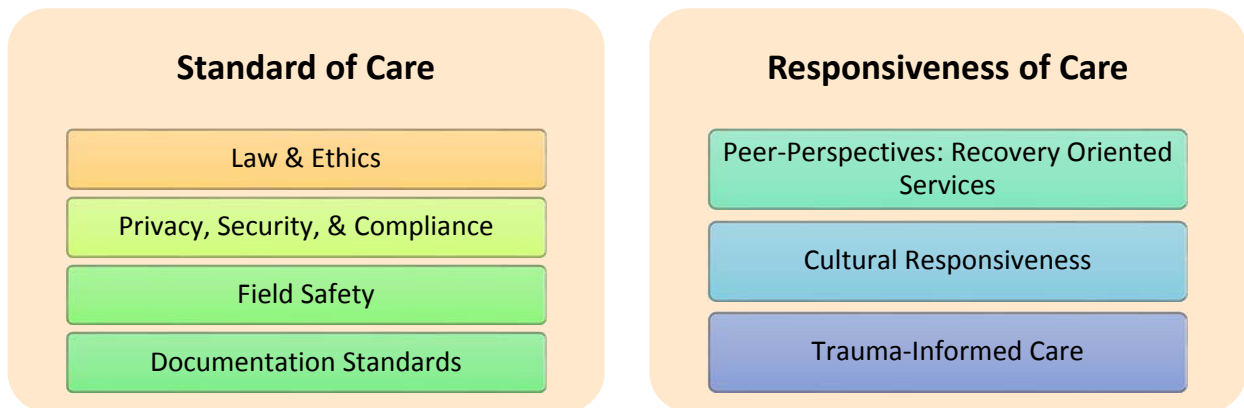 Standard of Care
Law & Ethics
Privacy, Security, & Compliance
Field Safety
Documentation Standards
Responsiveness of Care
Peer-Perspectives: Recovery Oriented
Services
Cultural Responsiveness
Trauma-Informed Care